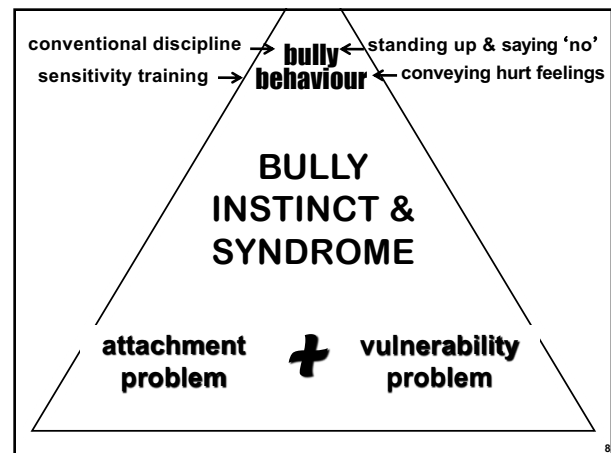 conventional discipline
sensitivity training
bully
behaviour
standing up & saying ‘no’
conveying hurt feelings
BULLY
INSTINCT &
SYNDROME
attachment
problem
+
vulnerability
problem
8